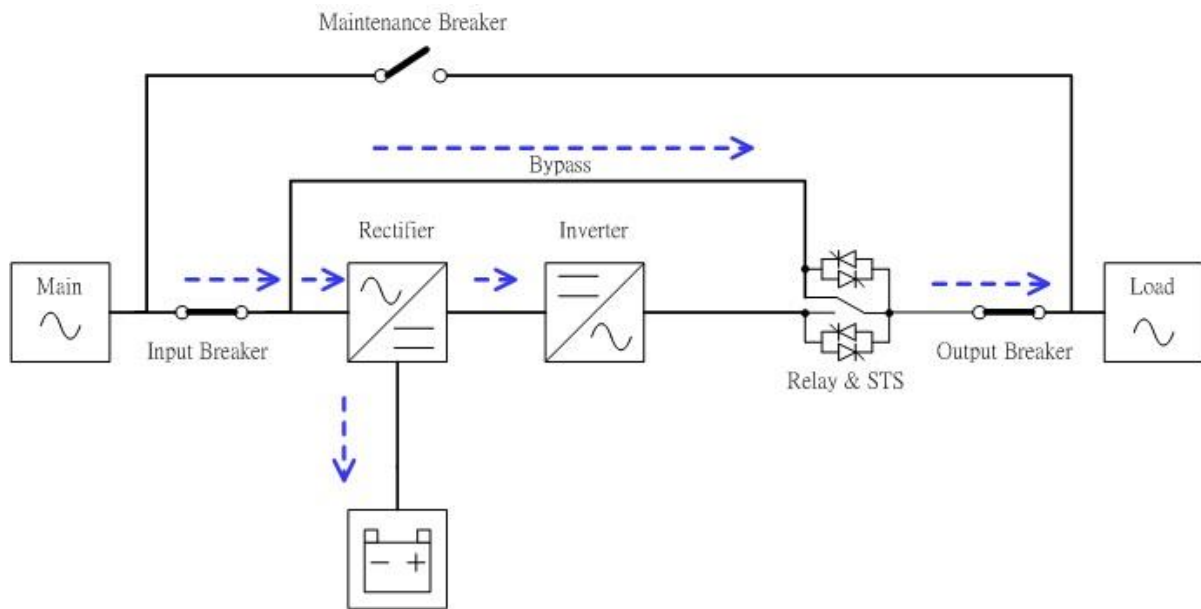 Maintenance Breaker
Bypass
Rectifier
Inverter
Main
Load
Input Breaker
Output Breaker
Relay & STS
- +